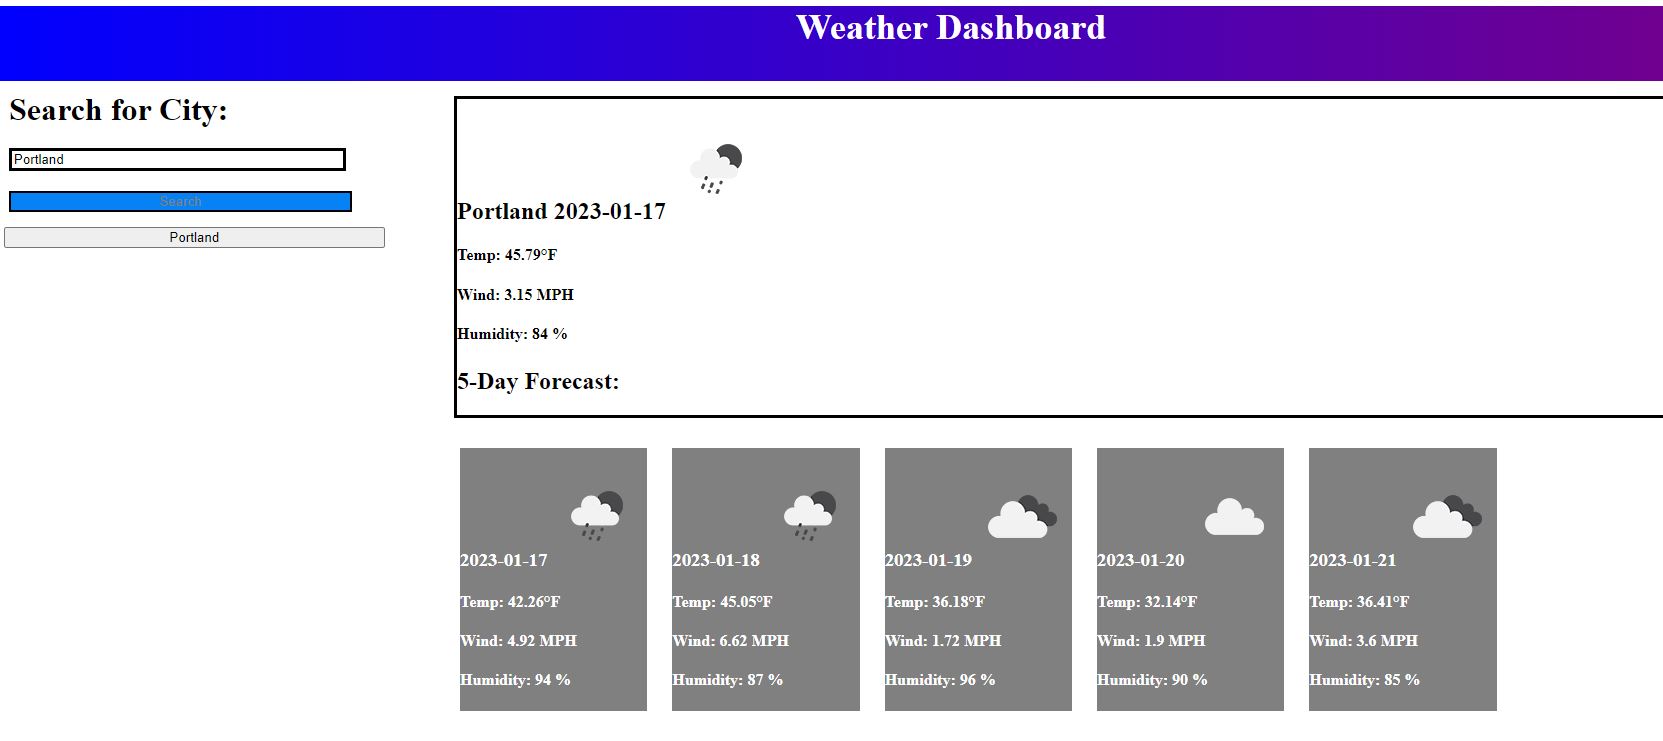 Weather Dashboard
Search for City:
Portland
Search
Portland
Portland 2023-01-17
Temp: 45.79°F
Wind: 3.15 MPH
Humidity: 84 %
5-Day Forecast:
2023-01-17
Temp: 42.26°F
Wind: 4.92 MPH
Humidity: 94 %
2023-01-18
Temp: 45.05°F
Wind: 6.62 MPH
Humidity: 87 %
2023-01-19
Temp: 36.18°F
Wind: 1.72 MPH
Humidity: 96 %
2023-01-20
Temp: 32.14°F
Wind: 1.9 MPH
Humidity: 90 %
2023-01-21
Temp: 36.41°F
Wind: 3.6 MPH
Humidity: 85 %